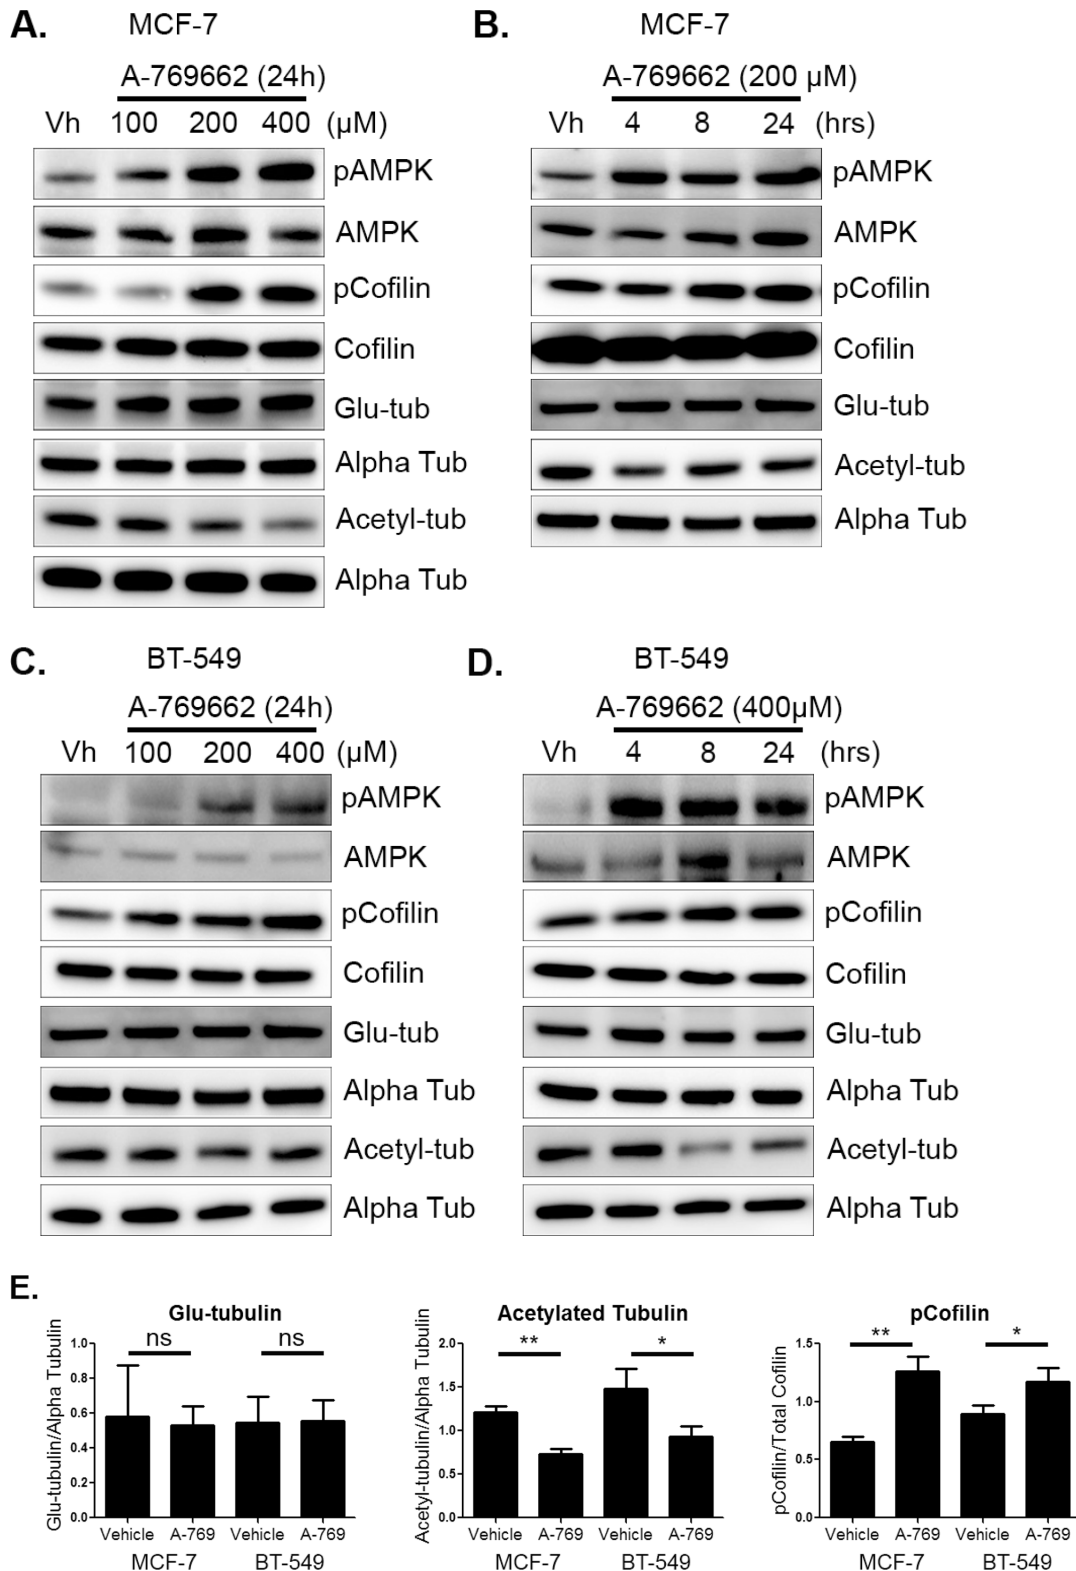 A.
MCF-7
A-769662 (24h)
Vh 100 200 400 (µM)
pAMPK
AMPK
pCofilin
Cofilin
Glu-tub
Alpha Tub
Acetyl-tub
Alpha Tub
B.
MCF-7
A-769662 (200 µM)
Vh 4 8 24 (hrs)
pAMPK
AMPK
pCofilin
Cofilin
Glu-tub
Acetyl-tub
Alpha Tub
C.
BT-549
A-769662 (24h)
Vh 100 200 400 (µM)
pAMPK
AMPK
pCofilin
Cofilin
Glu-tub
Alpha Tub
Acetyl-tub
Alpha Tub
D.
BT-549
A-769662 (400µM)
Vh 4 8 24 (hrs)
pAMPK
AMPK
pCofilin
Cofilin
Glu-tub
Alpha Tub
Acetyl-tub
Alpha Tub
E.
Glu-tubulin
Glu-tubulin/Alpha Tubulin
1.0
0.8
0.6
0.4
0.2
0.0
ns ns
Vehicle A-769 Vehicle A-769
MCF-7 BT-549
Acetylated Tubulin
Acetyl-tubulin/Alpha Tubulin
2.0
1.5
1.0
0.5
0.0
** *
Vehicle A-769 Vehicle A-769
MCF-7 BT-549
pCofilin
pCofilin/Total Cofilin
1.5
1.0
0.5
0.0
** *
Vehicle A-769 Vehicle A-769
MCF-7 BT-549